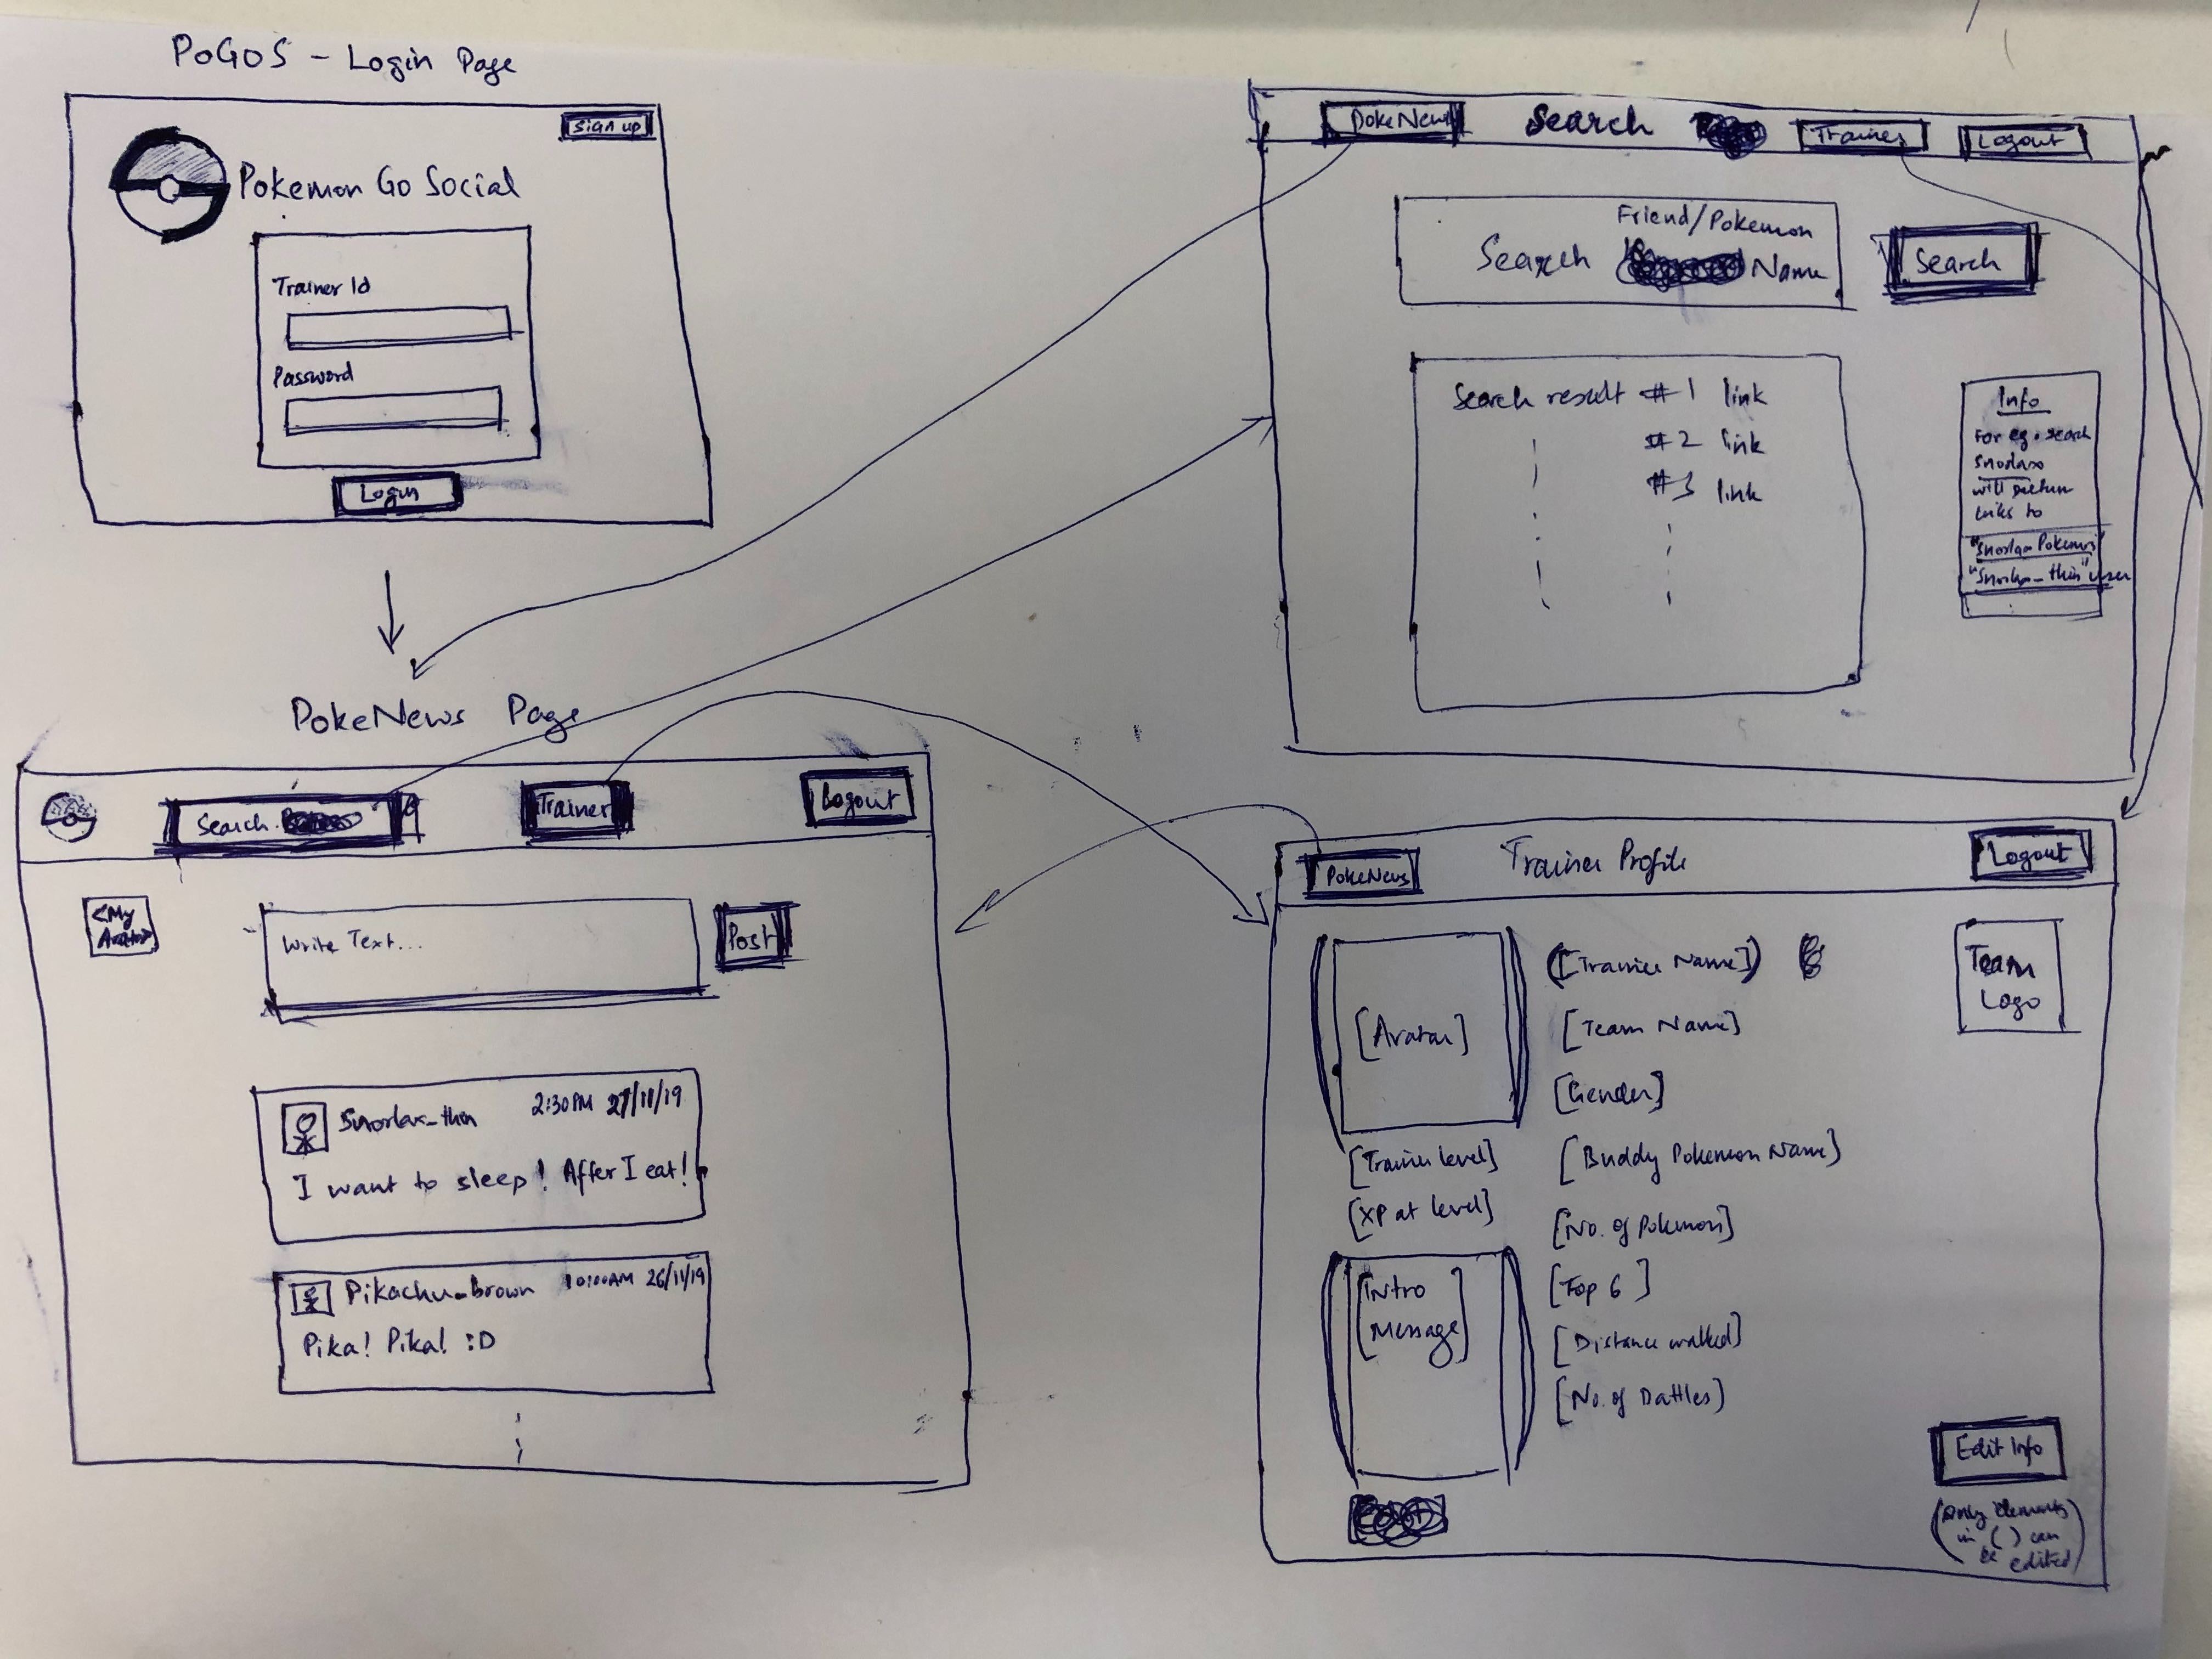 PoGOS - Login Page
Sign up
Pokemon Go Social
Trainer Id
Password
Login
PokeNews Page
Search
Trainer
Logout
<My
Avatar>
Write Text...
Post
Snorlax_thin 2:30PM 27/11/19
I want to sleep! After I eat!
Pikachu_Brown 10:00AM 26/11/19
Pika! Pika! :D
PokeNews Search Trainer Logout
Friend/Pokemon
Search Name
Search
Search result #1 link
#2 link
#3 link
Info
For eg. search
Snorlax
will return
links to
"Snorlax Pokemon"
"Snorlax_thin" user
PokeNews
Trainer Profile
Logout
[Avatar]
([Trainer Name])
Team
Logo
[Team Name]
[Gender]
[Trainer level]
[Buddy Pokemon Name]
[XP at level]
[No. of Pokemon]
[Intro
Message]
[Top 6]
[Distance walked]
[No. of Battles]
Edit Info
(Only elements
in ( ) can
be edited)